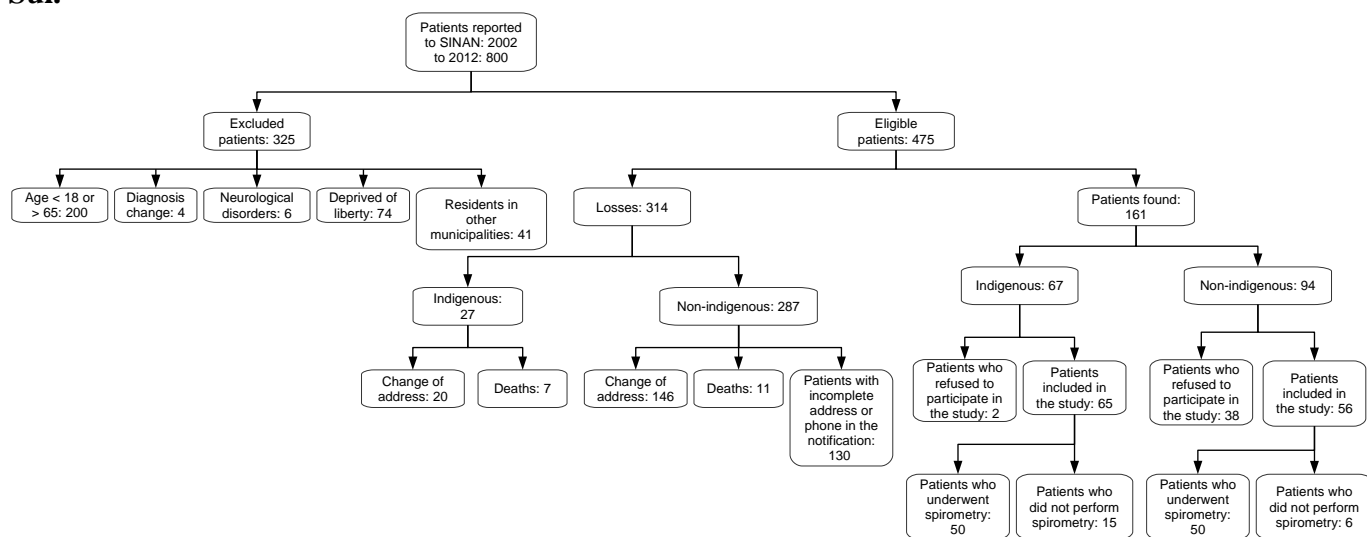 Sul.
Patients reported
to SINAN: 2002
to 2012: 800
Excluded
patients: 325
Eligible
patients: 475
Age < 18 or
> 65: 200
Diagnosis
change: 4
Neurological
disorders: 6
Deprived of
liberty: 74
Residents in
other
municipalities: 41
Losses: 314
Patients found:
161
Indigenous:
27
Non-indigenous: 287
Indigenous: 67
Non-indigenous: 94
Change of
address: 20
Deaths: 7
Change of
address: 146
Deaths: 11
Patients with
incomplete
address or
phone in the
notification:
130
Patients who
refused to
participate in
the study: 2
Patients
included in
the study: 65
Patients who
refused to
participate in
the study: 38
Patients
included in
the study: 56
Patients who
underwent
spirometry:
50
Patients who
did not perform
spirometry: 15
Patients who
underwent
spirometry:
50
Patients who
did not perform
spirometry: 6